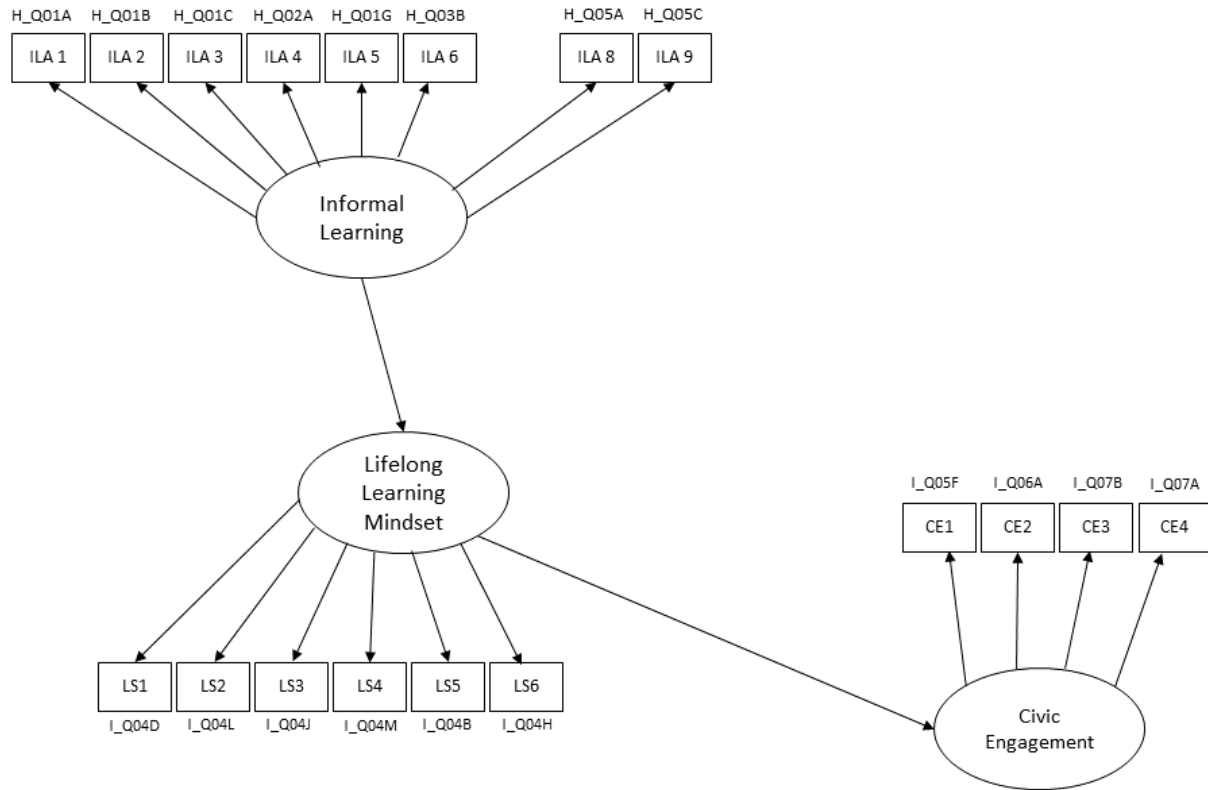 H_Q01A H_Q01B H_Q01C H_Q02A H_Q01G H_Q03B H_Q05A H_Q05C
ILA 1 ILA 2 ILA 3 ILA 4 ILA 5 ILA 6 ILA 8 ILA 9
Informal
Learning
Lifelong
Learning
Mindset
I_Q05F I_Q06A I_Q07B I_Q07A
CE1 CE2 CE3 CE4
LS1 LS2 LS3 LS4 LS5 LS6
I_Q04D I_Q04L I_Q04J I_Q04M I_Q04B I_Q04H
Civic
Engagement